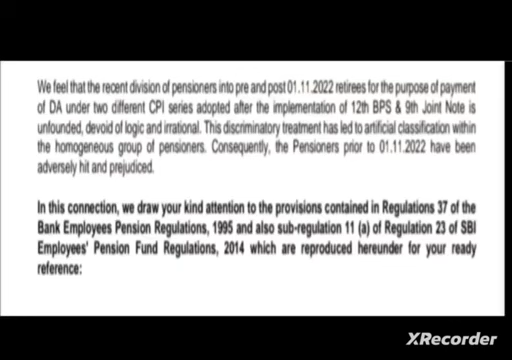 We feel that the recent division of pensioners into pre and post 01.11.2022 retirees for the purpose of payment
of DA under two different CPI series adopted after the implementation of 12th BPS & 9th Joint Note is
unfounded, devoid of logic and irrational. This discriminatory treatment has led to artificial classification within
the homogeneous group of pensioners. Consequently, the Pensioners prior to 01.11.2022 have been
adversely hit and prejudiced.
In this connection, we draw your kind attention to the provisions contained in Regulations 37 of the
Bank Employees Pension Regulations, 1995 and also sub-regulation 11 (a) of Regulation 23 of SBI
Employees' Pension Fund Regulations, 2014 which are reproduced hereunder for your ready
reference:
XRecorder